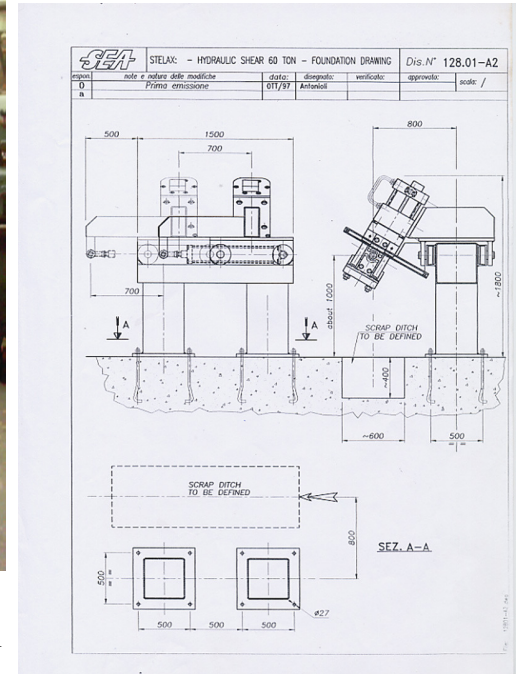 SEA
STELAX: - HYDRAULIC SHEAR 60 TON - FOUNDATION DRAWING
Dis.N° 128.01-A2
espon. note e natura delle modifiche data: disegnato: verificato: approvato: scala: /
0 Prima emissione OTT/97 Antonioli
a
500 1500 800
700
700
A A
about 1000
~1800
SCRAP DITCH
TO BE DEFINED
~400
~600 500
SCRAP DITCH
TO BE DEFINED
800
SEZ. A-A
500
ø27
500 500 500